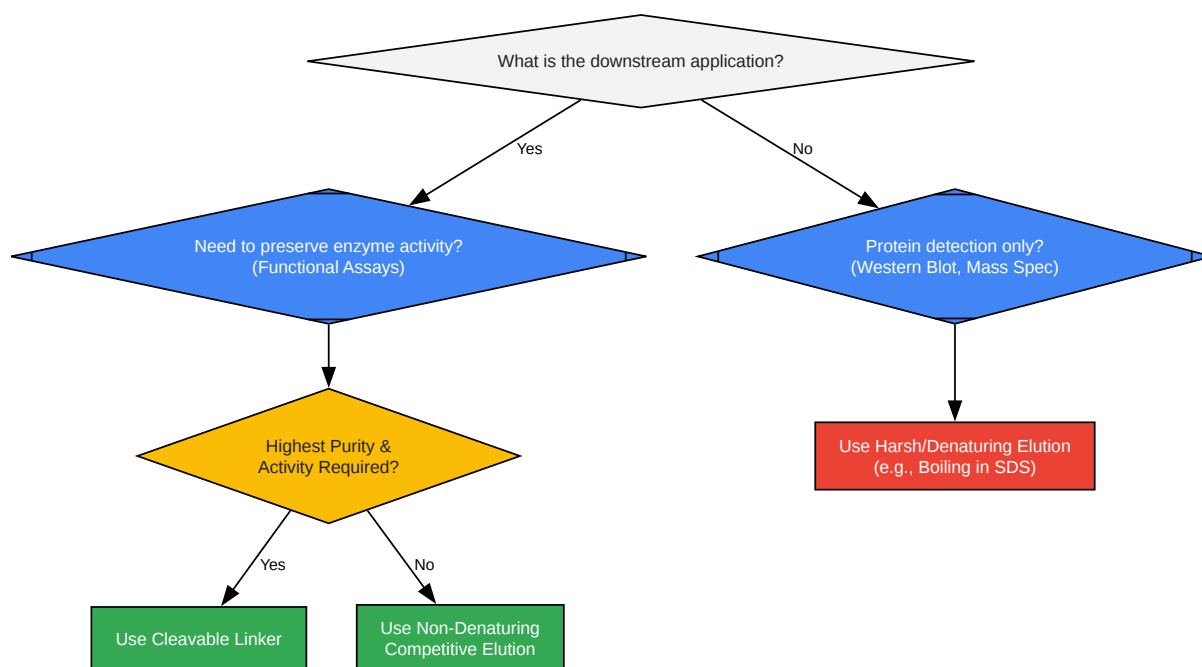 What is the downstream application?
Yes
No
Need to preserve enzyme activity?
(Functional Assays)
Protein detection only?
(Western Blot, Mass Spec)
Highest Purity &
Activity Required?
Use Harsh/Denaturing Elution
(e.g., Boiling in SDS)
Yes
No
Use Cleavable Linker
Use Non-Denaturing
Competitive Elution